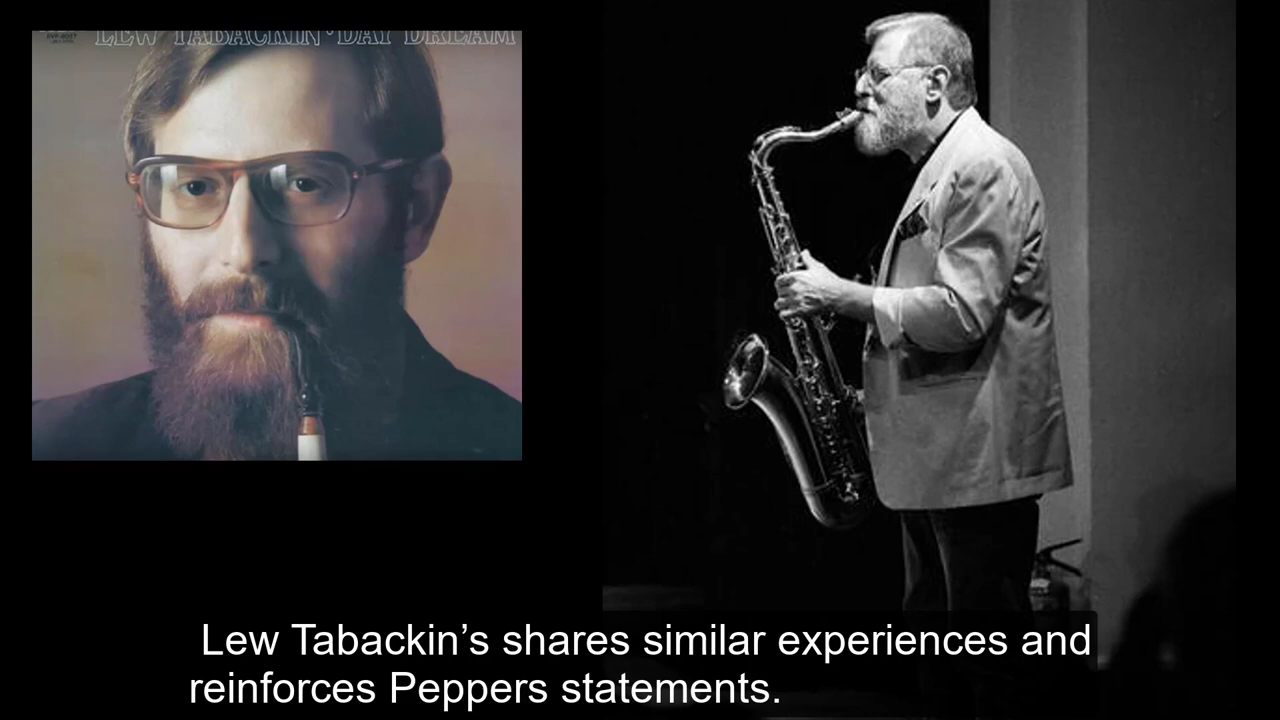 LEW TABACKIN · DAY DREAM
Lew Tabackin’s shares similar experiences and
reinforces Peppers statements.